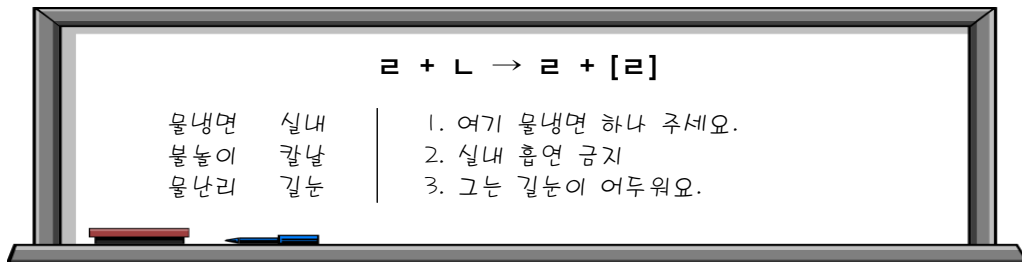 ㄹ + ㄴ → ㄹ + [ㄹ]
물냉면 실내
불놀이 칼날
물난리 길눈
1. 여기 물냉면 하나 주세요.
2. 실내 흡연 금지
3. 그는 길눈이 어두워요.